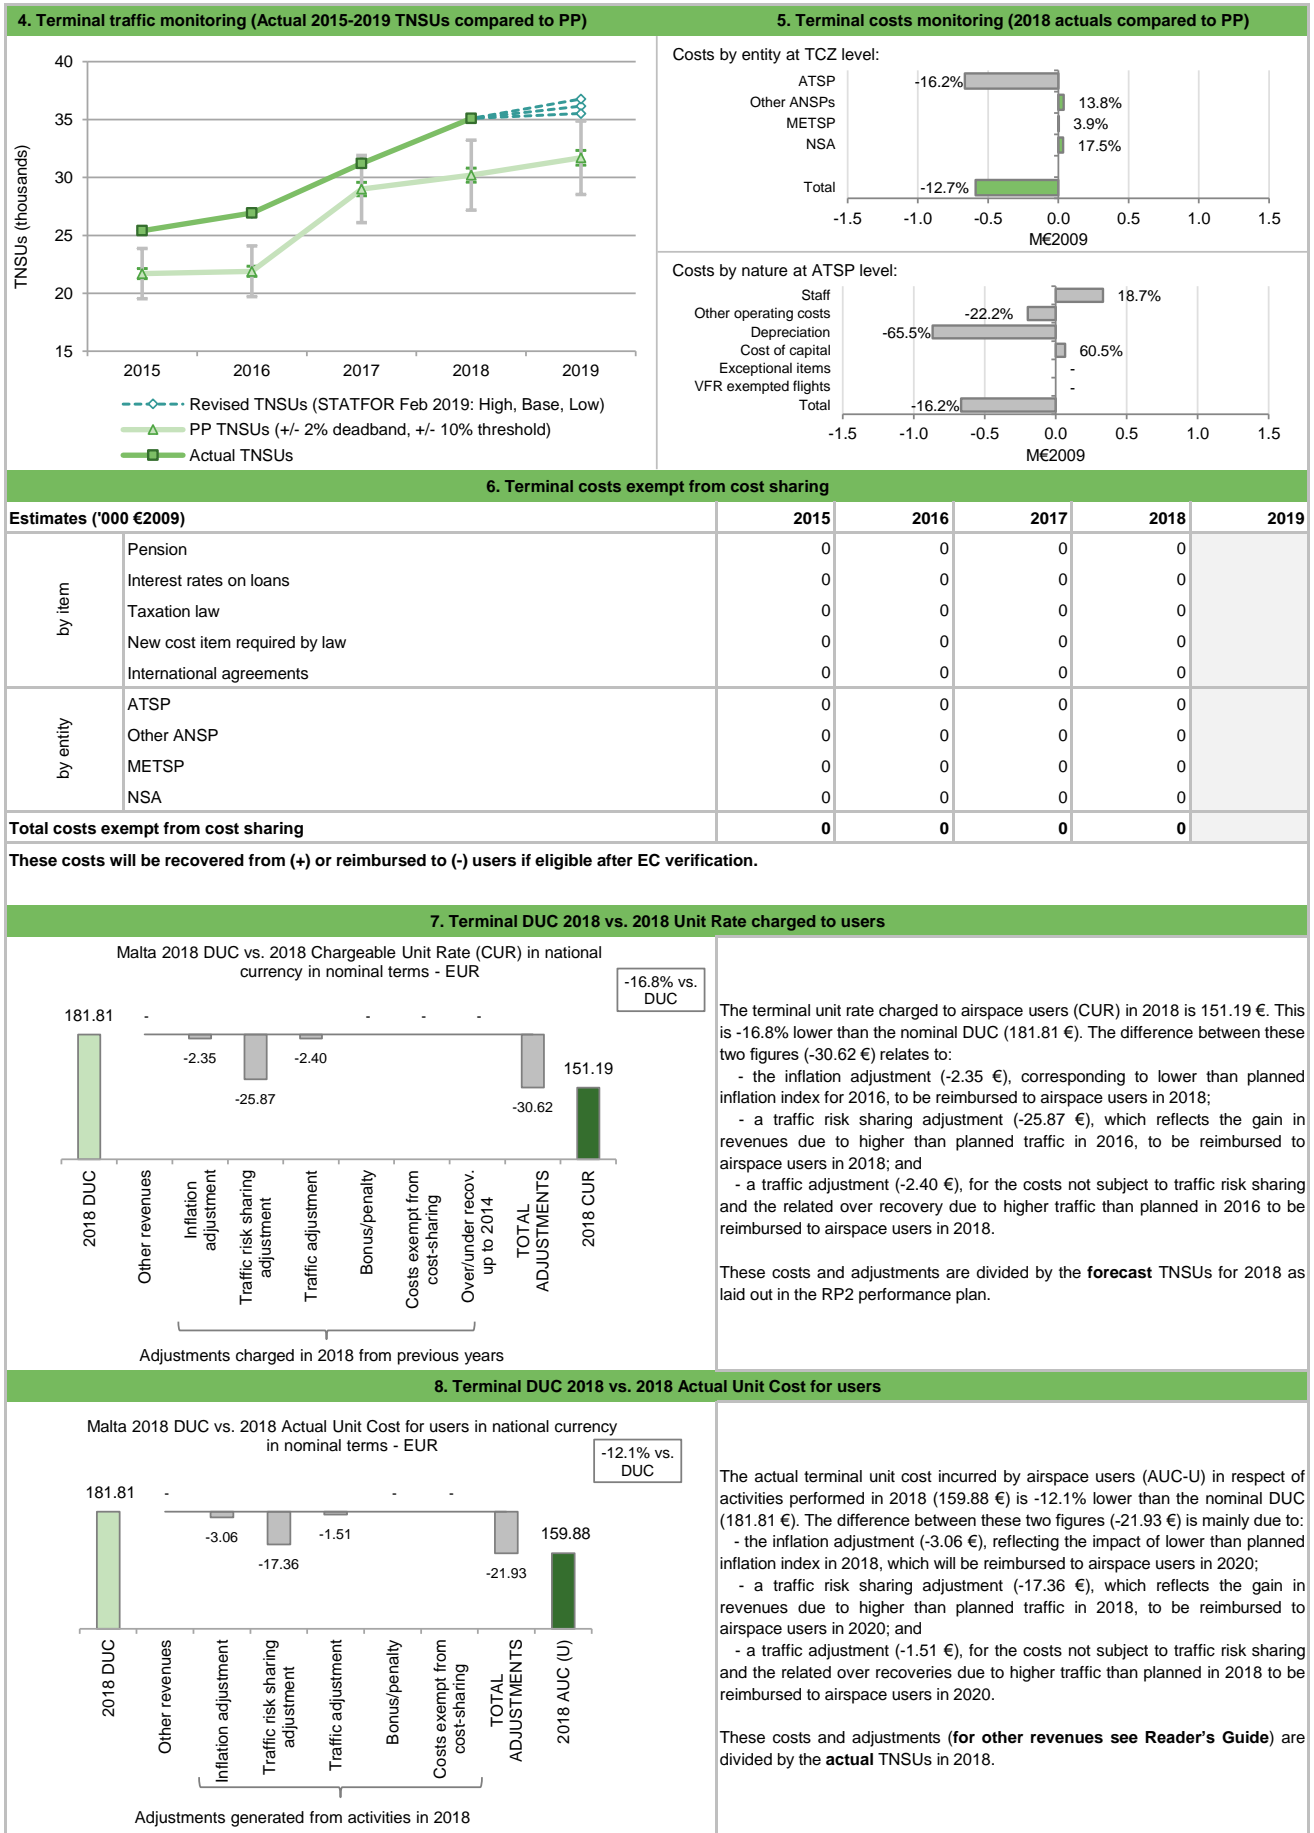 4. Terminal traffic monitoring (Actual 2015-2019 TNSUs compared to PP)
40
35
30
25
20
15
TNSUs (thousands)
2015 2016 2017 2018 2019
Revised TNSUs (STATFOR Feb 2019: High, Base, Low)
PP TNSUs (+/- 2% deadband, +/- 10% threshold)
Actual TNSUs
5. Terminal costs monitoring (2018 actuals compared to PP)
Costs by entity at TCZ level:
ATSP -16.2%
Other ANSPs 13.8%
METSP 3.9%
NSA 17.5%
Total -12.7%
-1.5 -1.0 -0.5 0.0 0.5 1.0 1.5
M€2009
Costs by nature at ATSP level:
Staff 18.7%
Other operating costs -22.2%
Depreciation -65.5%
Cost of capital 60.5%
Exceptional items -
VFR exempted flights -
Total -16.2%
-1.5 -1.0 -0.5 0.0 0.5 1.0 1.5
M€2009
6. Terminal costs exempt from cost sharing
Estimates ('000 €2009) 2015 2016 2017 2018 2019
by item
Pension 0 0 0 0
Interest rates on loans 0 0 0 0
Taxation law 0 0 0 0
New cost item required by law 0 0 0 0
International agreements 0 0 0 0
by entity
ATSP 0 0 0 0
Other ANSP 0 0 0 0
METSP 0 0 0 0
NSA 0 0 0 0
Total costs exempt from cost sharing 0 0 0 0
These costs will be recovered from (+) or reimbursed to (-) users if eligible after EC verification.
7. Terminal DUC 2018 vs. 2018 Unit Rate charged to users
Malta 2018 DUC vs. 2018 Chargeable Unit Rate (CUR) in national
currency in nominal terms - EUR
-16.8% vs.
DUC
181.81 - -2.35 -25.87 -2.40 - - - -30.62 151.19
2018 DUC
Other revenues
Inflation
adjustment
Traffic risk sharing
adjustment
Traffic adjustment
Bonus/penalty
Costs exempt from
cost-sharing
Over/under recov.
up to 2014
TOTAL
ADJUSTMENTS
2018 CUR
Adjustments charged in 2018 from previous years
The terminal unit rate charged to airspace users (CUR) in 2018 is 151.19 €. This
is -16.8% lower than the nominal DUC (181.81 €). The difference between these
two figures (-30.62 €) relates to:
- the inflation adjustment (-2.35 €), corresponding to lower than planned
inflation index for 2016, to be reimbursed to airspace users in 2018;
- a traffic risk sharing adjustment (-25.87 €), which reflects the gain in
revenues due to higher than planned traffic in 2016, to be reimbursed to
airspace users in 2018; and
- a traffic adjustment (-2.40 €), for the costs not subject to traffic risk sharing
and the related over recovery due to higher traffic than planned in 2016 to be
reimbursed to airspace users in 2018.
These costs and adjustments are divided by the forecast TNSUs for 2018 as
laid out in the RP2 performance plan.
8. Terminal DUC 2018 vs. 2018 Actual Unit Cost for users
Malta 2018 DUC vs. 2018 Actual Unit Cost for users in national currency
in nominal terms - EUR
-12.1% vs.
DUC
181.81 - -3.06 -17.36 -1.51 - - -21.93 159.88
2018 DUC
Other revenues
Inflation adjustment
Traffic risk sharing
adjustment
Traffic adjustment
Bonus/penalty
Costs exempt from
cost-sharing
TOTAL
ADJUSTMENTS
2018 AUC (U)
Adjustments generated from activities in 2018
The actual terminal unit cost incurred by airspace users (AUC-U) in respect of
activities performed in 2018 (159.88 €) is -12.1% lower than the nominal DUC
(181.81 €). The difference between these two figures (-21.93 €) is mainly due to:
- the inflation adjustment (-3.06 €), reflecting the impact of lower than planned
inflation index in 2018, which will be reimbursed to airspace users in 2020;
- a traffic risk sharing adjustment (-17.36 €), which reflects the gain in
revenues due to higher than planned traffic in 2018, to be reimbursed to
airspace users in 2020; and
- a traffic adjustment (-1.51 €), for the costs not subject to traffic risk sharing
and the related over recoveries due to higher traffic than planned in 2018 to be
reimbursed to airspace users in 2020.
These costs and adjustments (for other revenues see Reader's Guide) are
divided by the actual TNSUs in 2018.